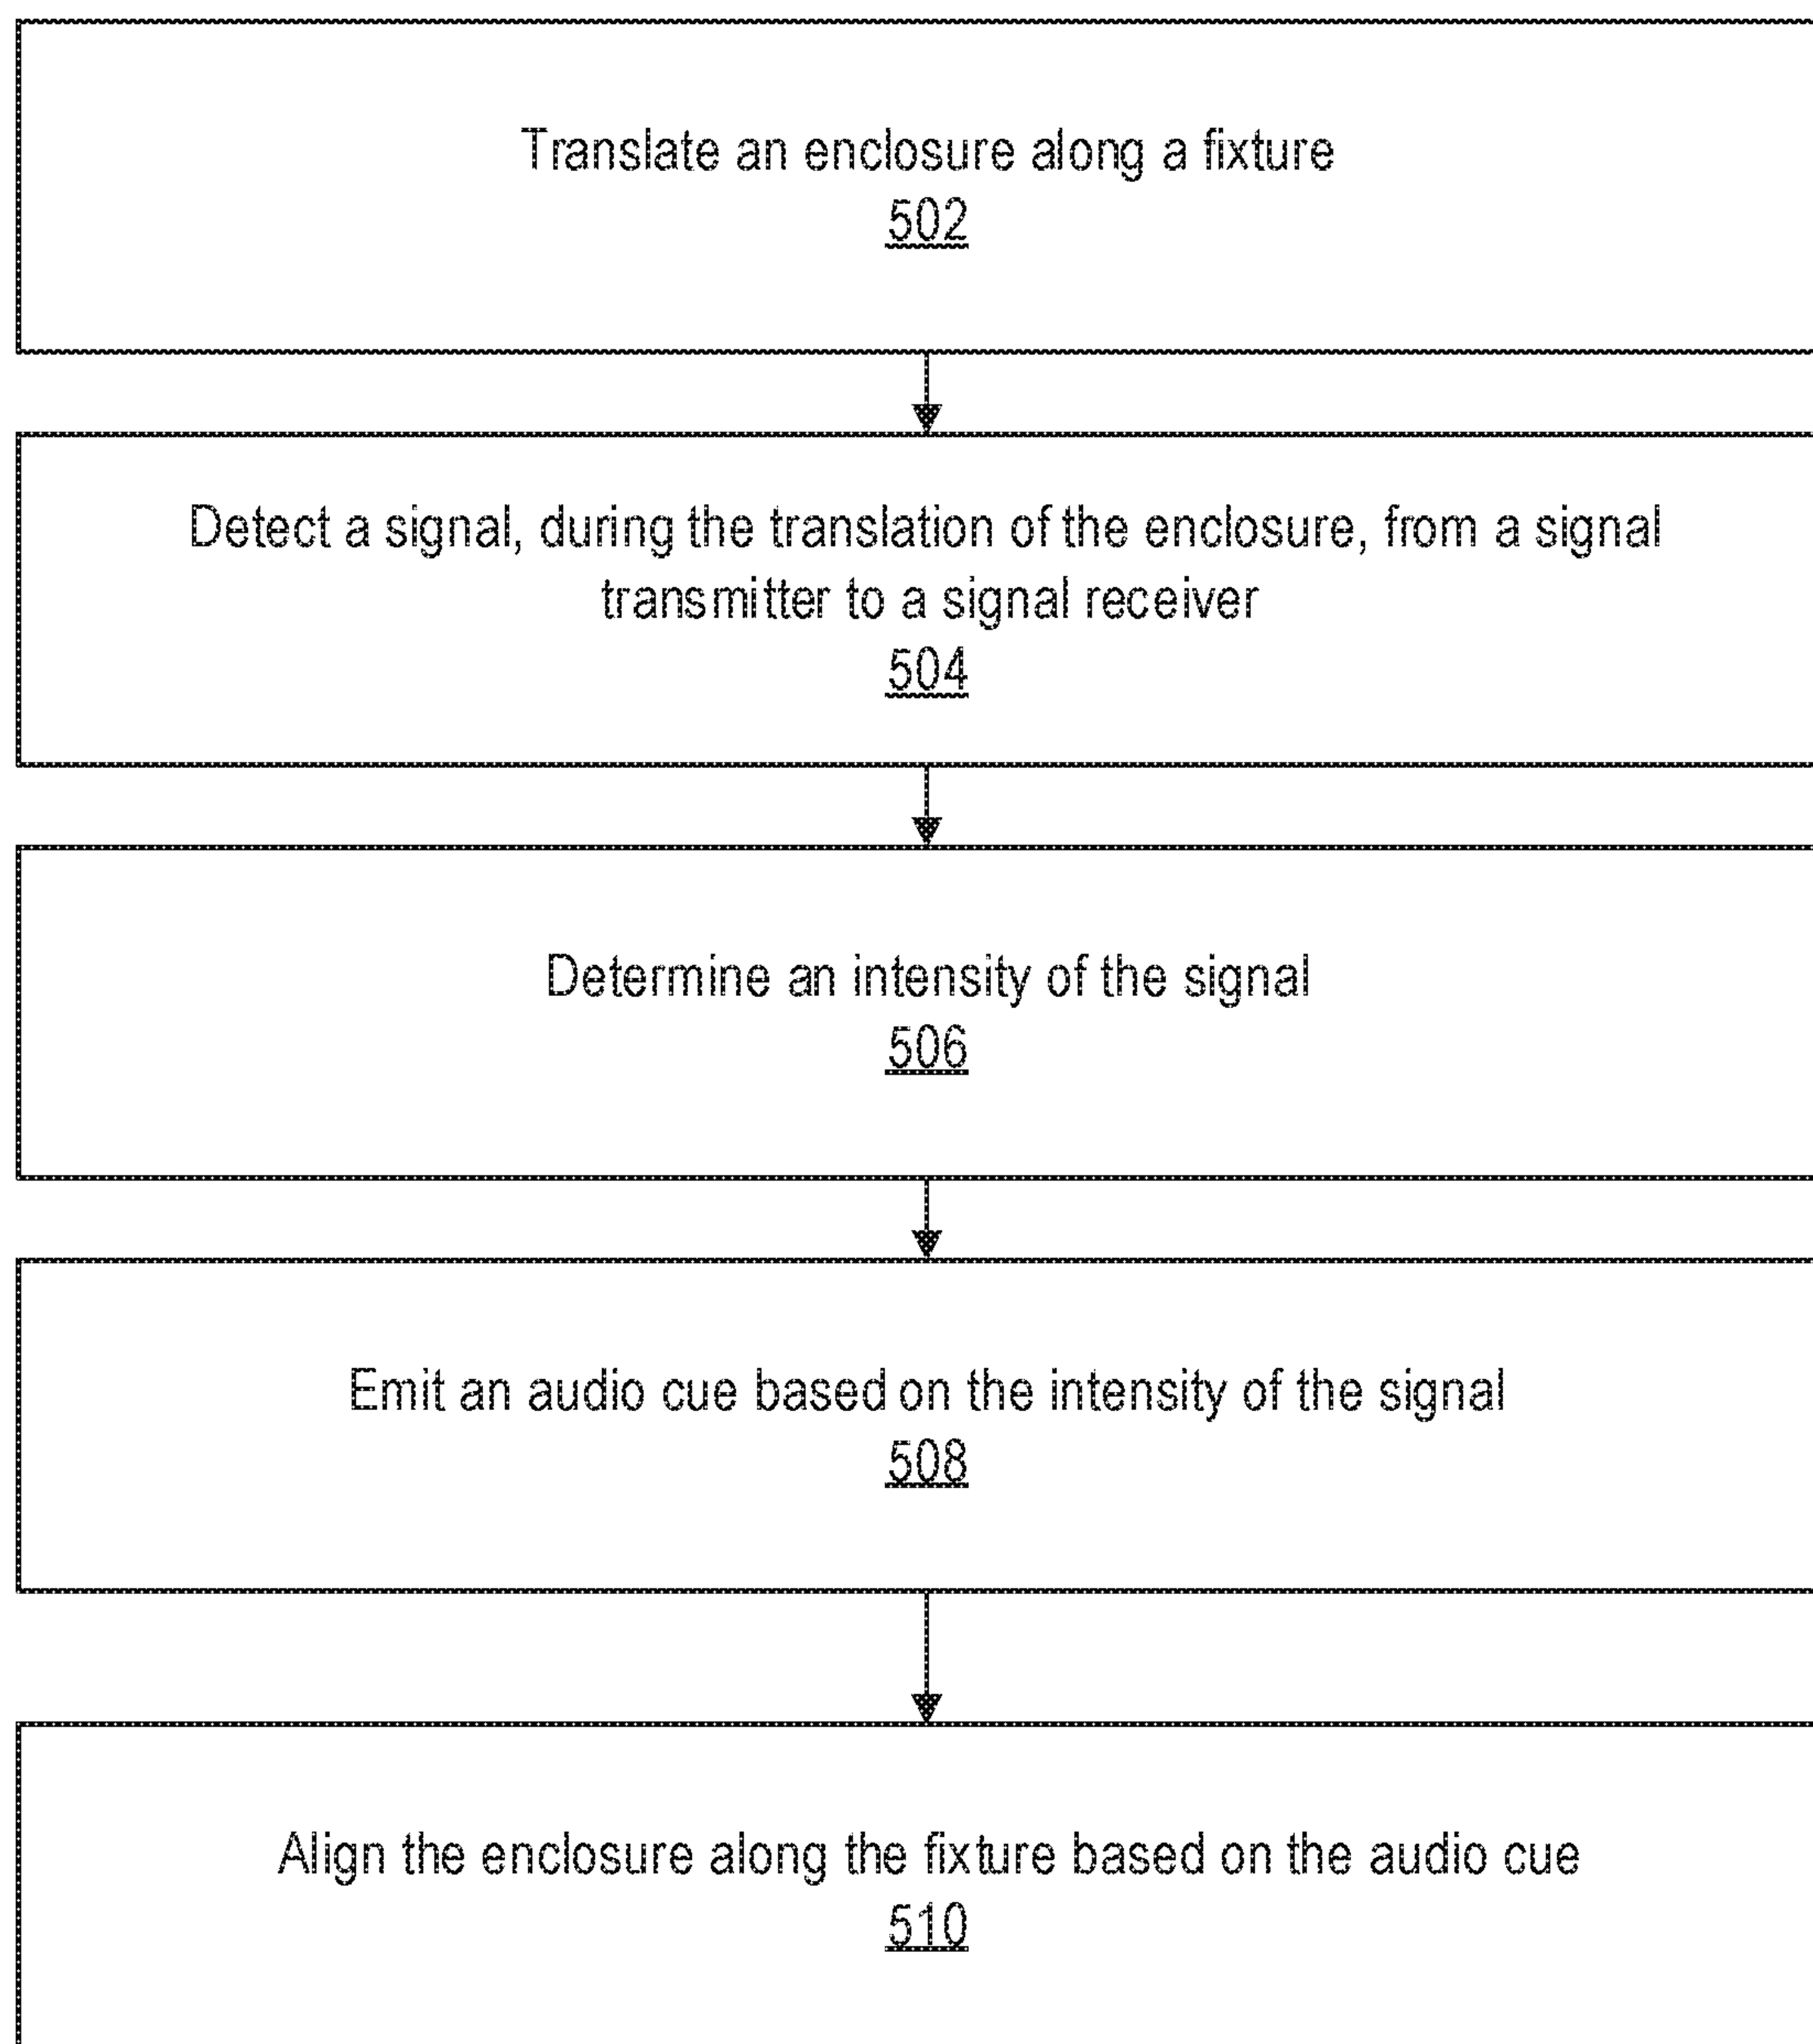 Translate an enclosure along a fixture
502
Detect a signal, during the translation of the enclosure, from a signal
transmitter to a signal receiver
504
Determine an intensity of the signal
506
Emit an audio cue based on the intensity of the signal
508
Align the enclosure along the fixture based on the audio cue
510